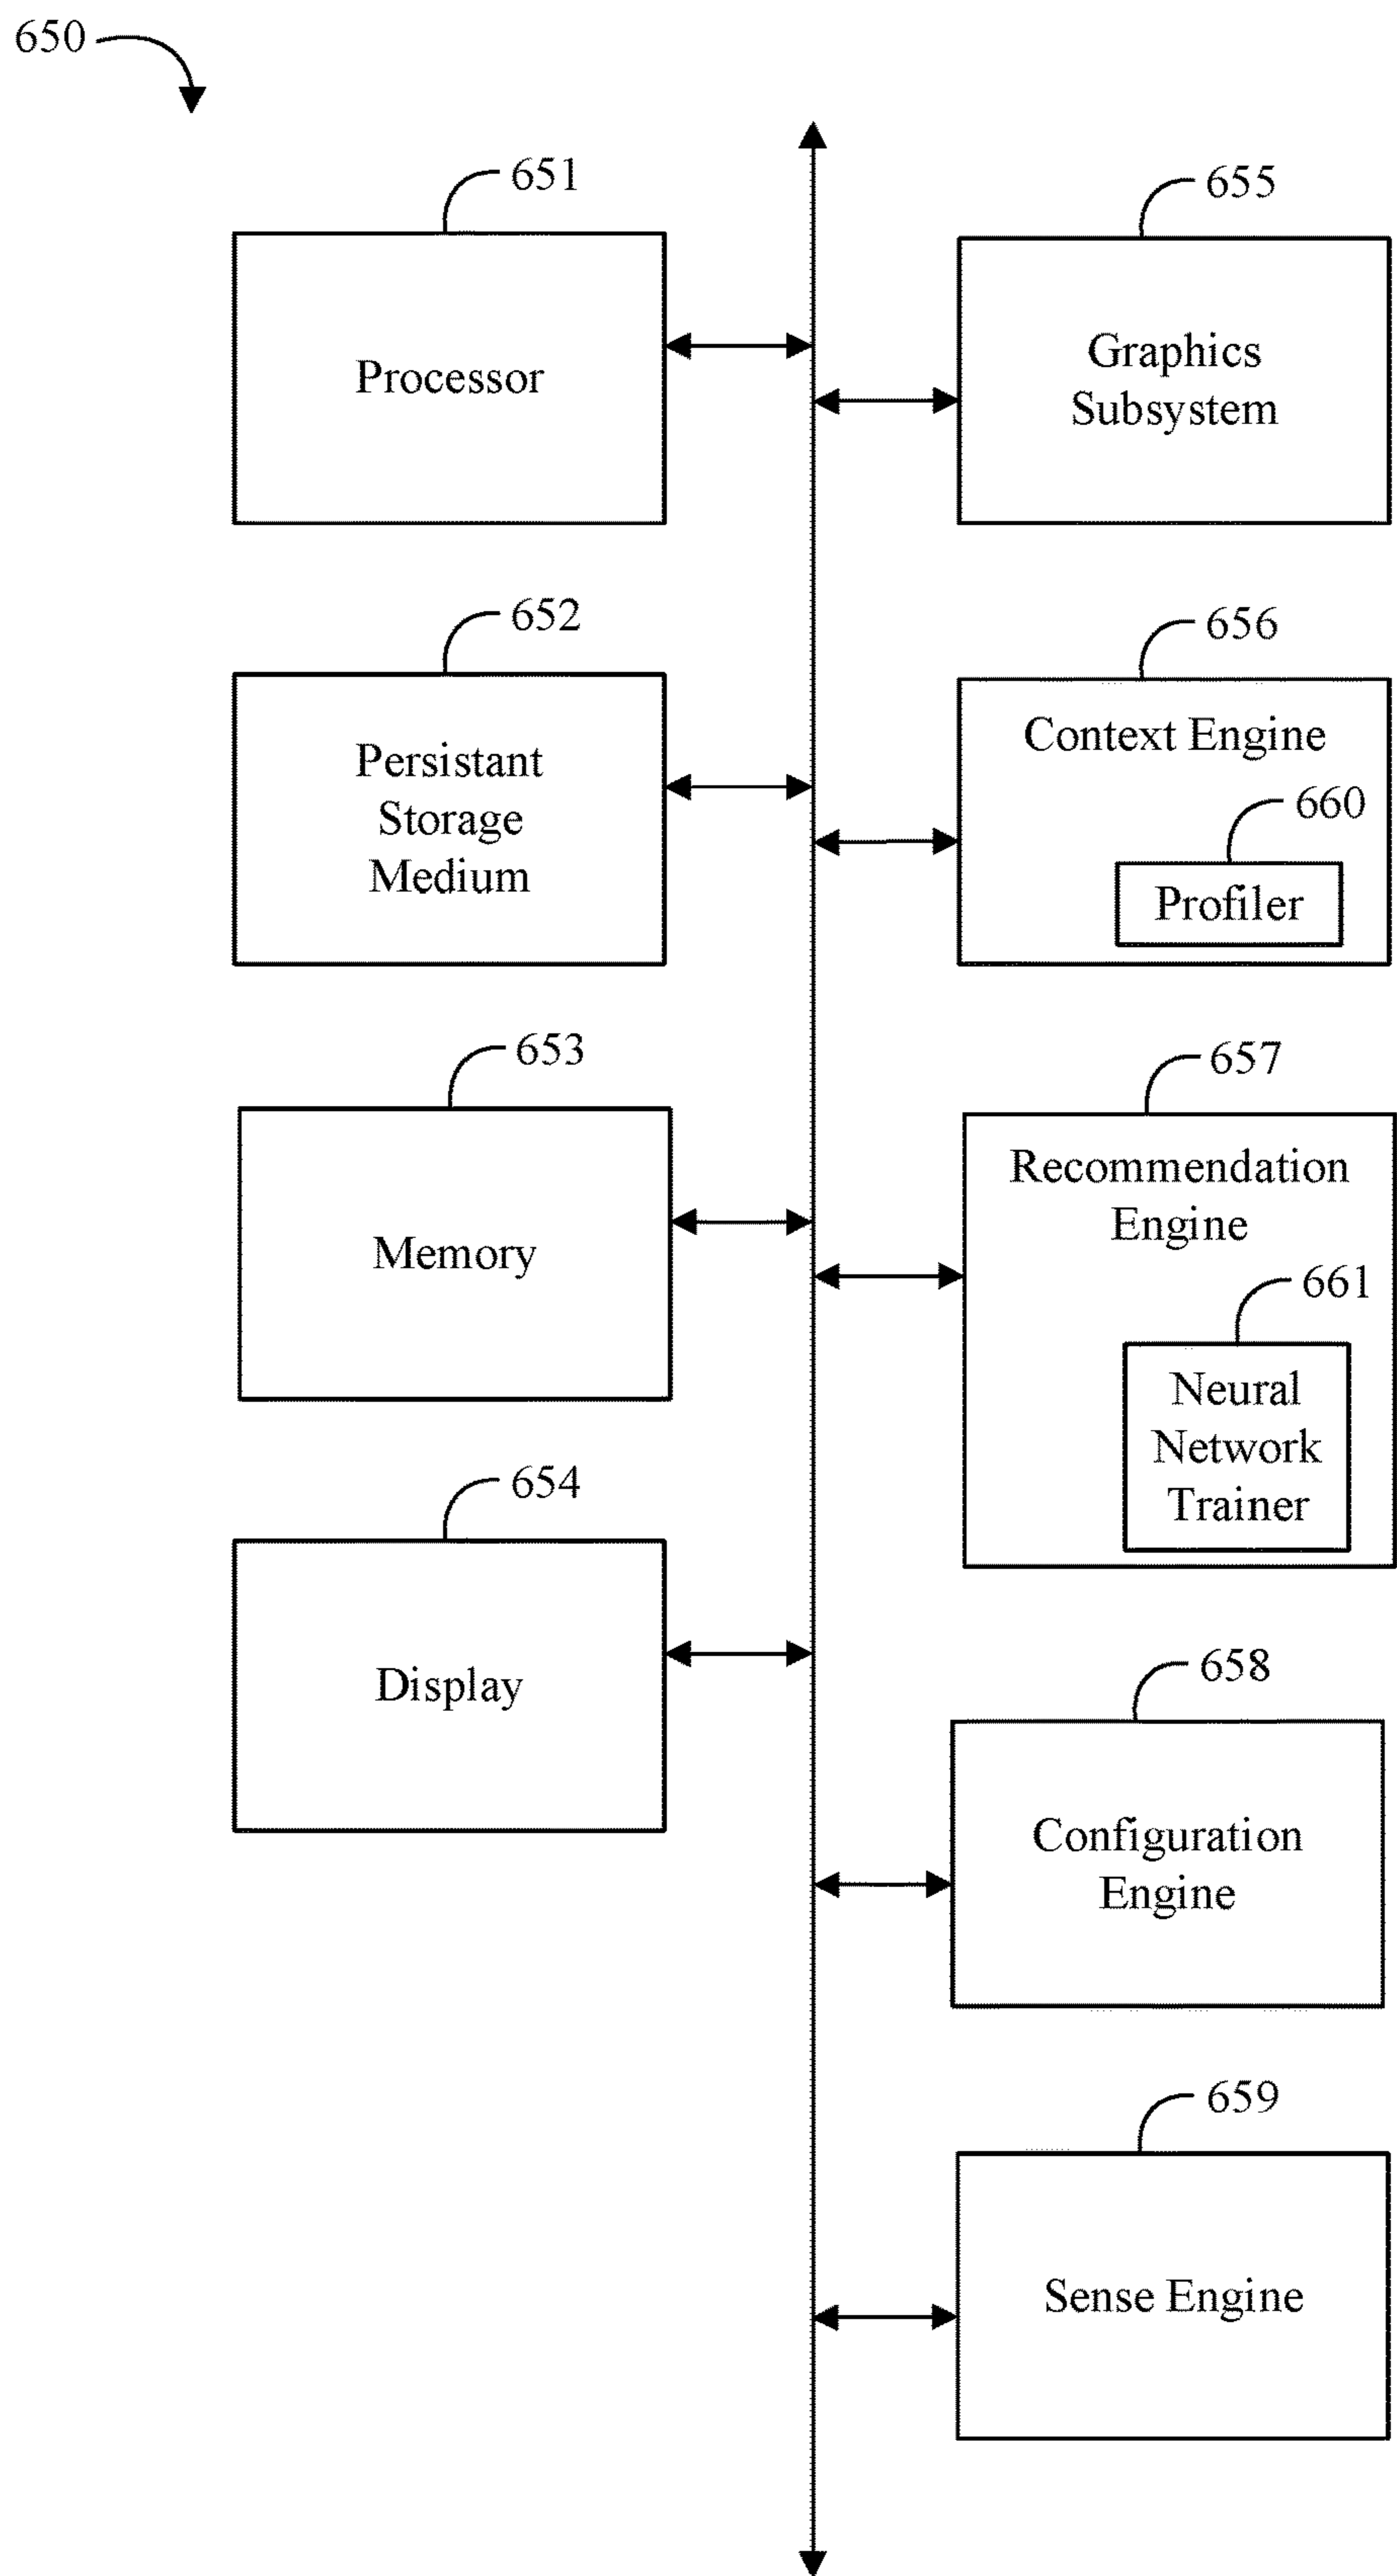 650
651
Processor
652
Persistant
Storage
Medium
653
Memory
654
Display
655
Graphics
Subsystem
656
Context Engine
660
Profiler
657
Recommendation
Engine
661
Neural
Network
Trainer
658
Configuration
Engine
659
Sense Engine